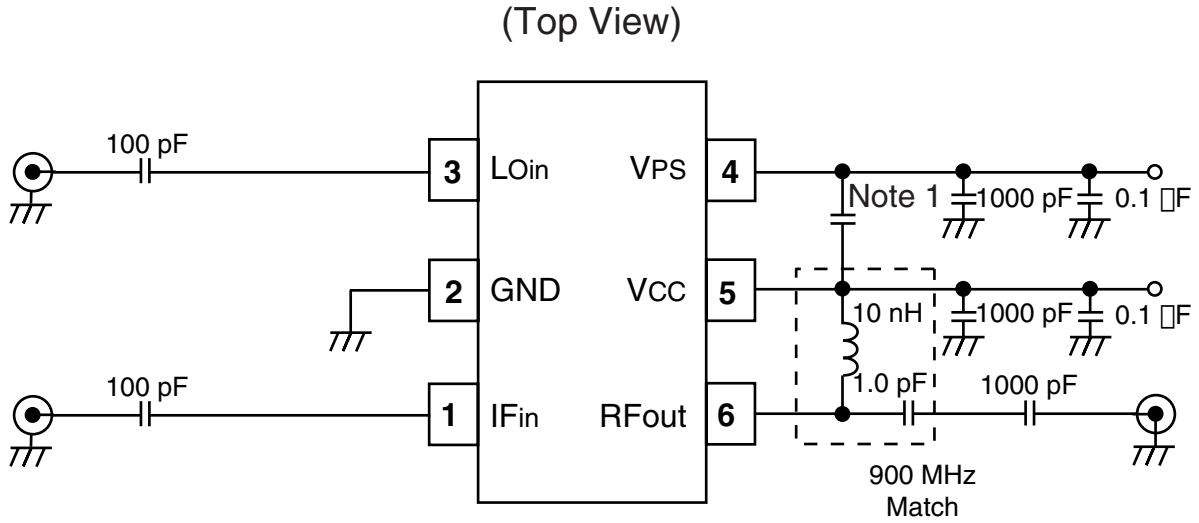 (Top View)
100 pF
3 LOin VPS 4
Note 1 1000 pF 0.1 □F
2 GND VCC 5
10 nH 1000 pF 0.1 □F
100 pF
1.0 pF 1000 pF
1 IFin RFout 6
900 MHz
Match